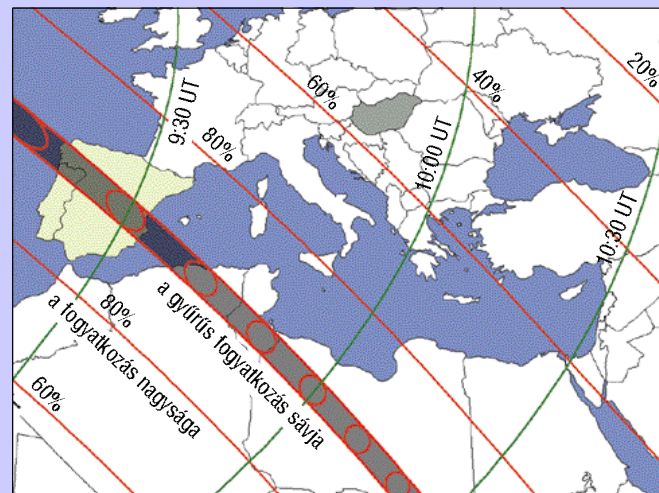 20%
40%
60%
9:30 UT
80%
10:00 UT
10:30 UT
a gyűrűs fogyatkozás sávja
80%
a fogyatkozás nagysága
60%